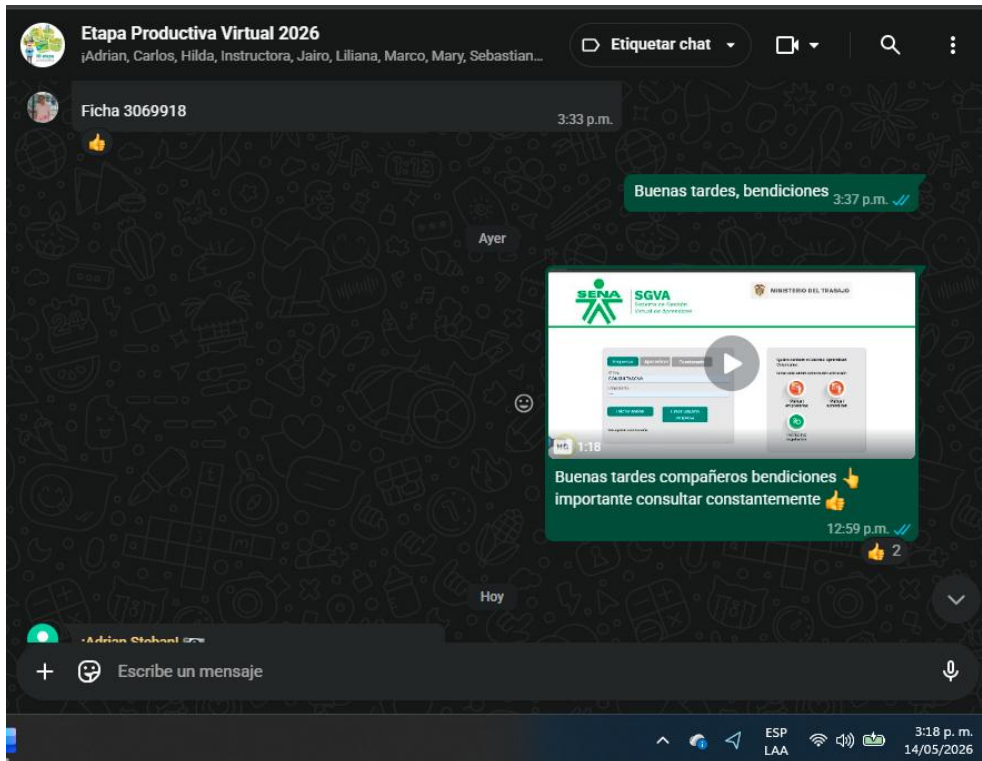 Etapa Productiva Virtual 2026
¡Adrian, Carlos, Hilda, Instructora, Jairo, Liliana, Marco, Mary, Sebastian...
Etiquetar chat
Ficha 3069918
3:33 p.m.
Buenas tardes, bendiciones
3:37 p.m.
Ayer
SENA
SGVA
MINISTERIO DEL TRABAJO
1:18
Buenas tardes compañeros bendiciones
importante consultar constantemente
12:59 p.m.
2
Hoy
Escribe un mensaje
ESP
LAA
3:18 p. m.
14/05/2026